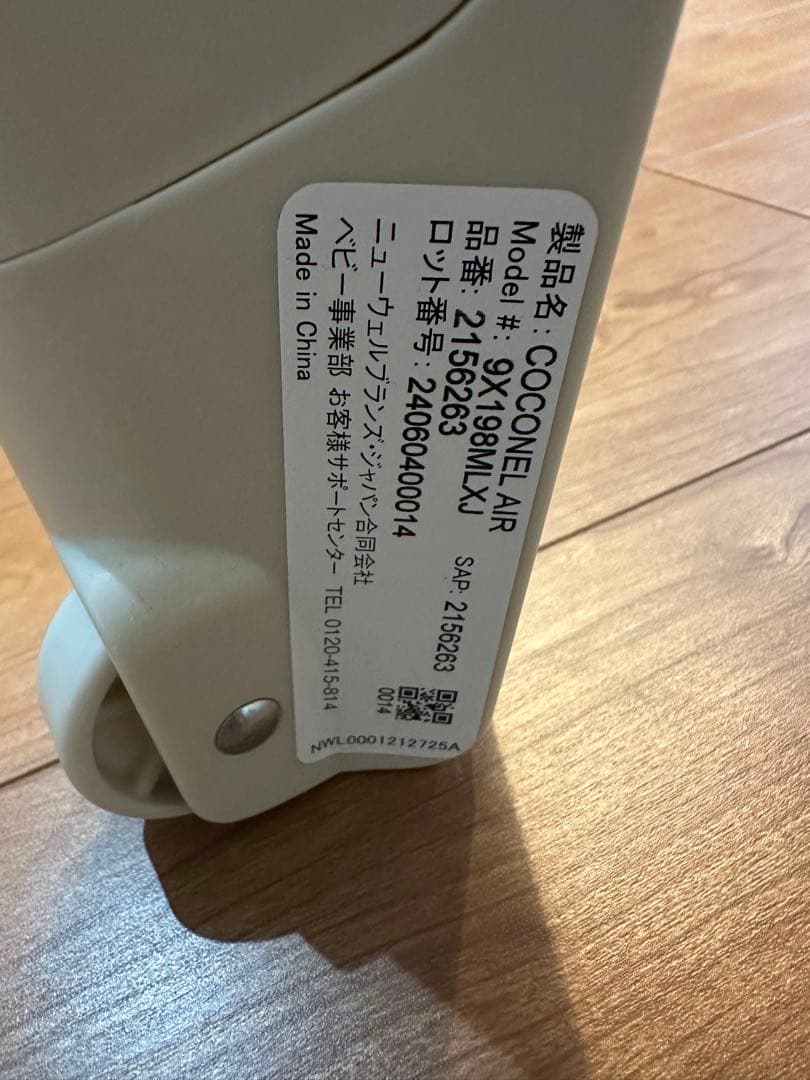 製品名: COCONEL AIR
Model #: 9X198MLXJ
品番: 2156263 SAP: 2156263
ロット番号: 24060400014
0014
ニューウェルブランズ・ジャパン合同会社
ベビー事業部 お客様サポートセンター TEL 0120-415-814
Made in China
NWL0001212725A